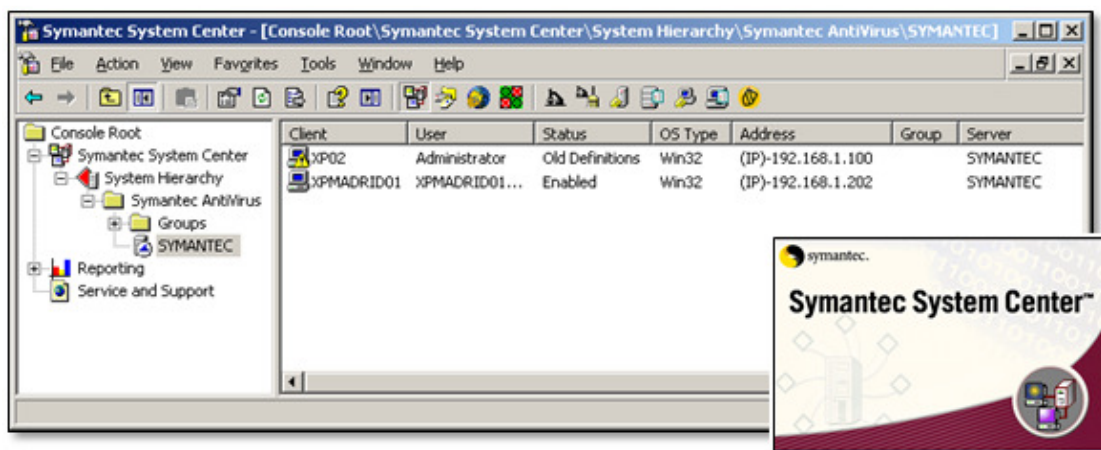 Symantec System Center - [Console Root\Symantec System Center\System Hierarchy\Symantec AntiVirus\SYMANTEC]
File Action View Favorites Tools Window Help
Console Root
Symantec System Center
System Hierarchy
Symantec AntiVirus
Groups
SYMANTEC
Reporting
Service and Support
Client User Status OS Type Address Group Server
XP02 Administrator Old Definitions Win32 (IP)-192.168.1.100 SYMANTEC
XPMADRID01 XPMADRID01... Enabled Win32 (IP)-192.168.1.202 SYMANTEC
symantec.
Symantec System Center™